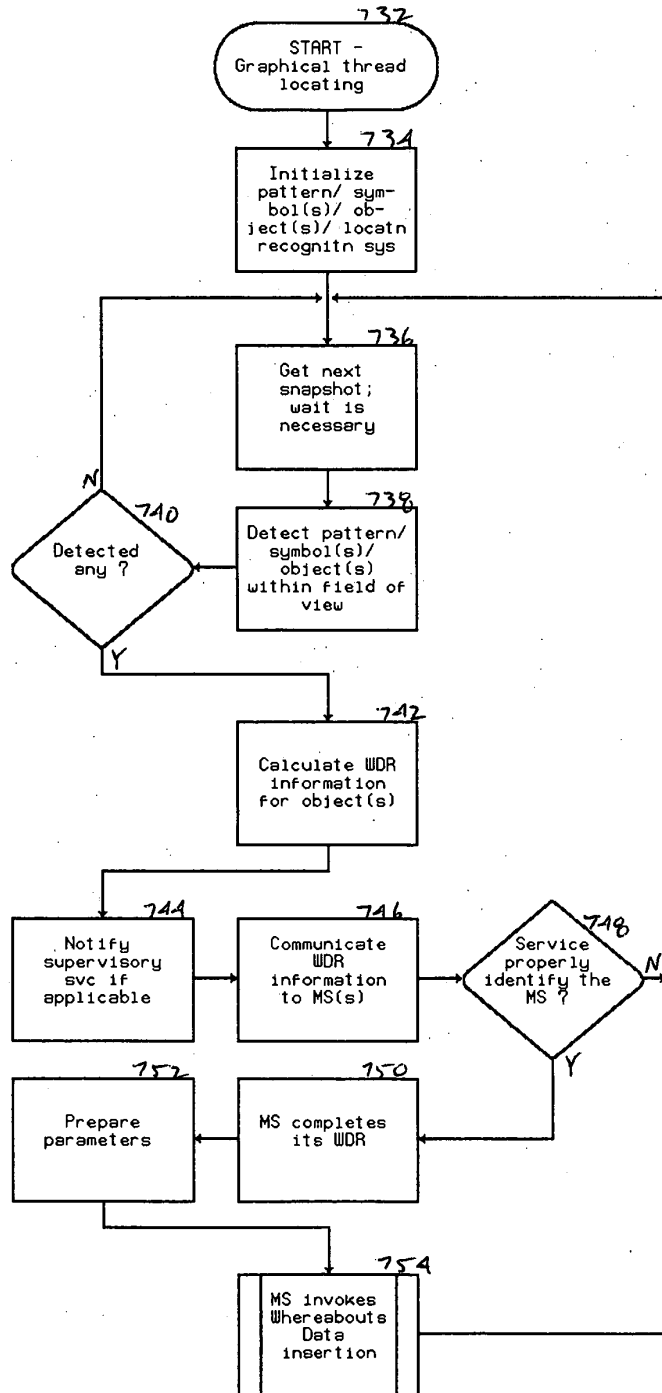 732
START -
Graphical thread
locating
734
Initialize
pattern/ sym-
bol(s)/ ob-
ject(s)/ locatn
recognitn sys
736
Get next
snapshot;
wait is
necessary
738
Detect pattern/
symbol(s)/
object(s)
within field of
view
N
740
Detected
any ?
Y
742
Calculate WDR
information
for object(s)
744
Notify
supervisory
svc if
applicable
746
Communicate
WDR
information
to MS(s)
748
Service
properly
identify the
MS ?
N
Y
750
MS completes
its WDR
752
Prepare
parameters
754
MS invokes
Whereabouts
Data
insertion